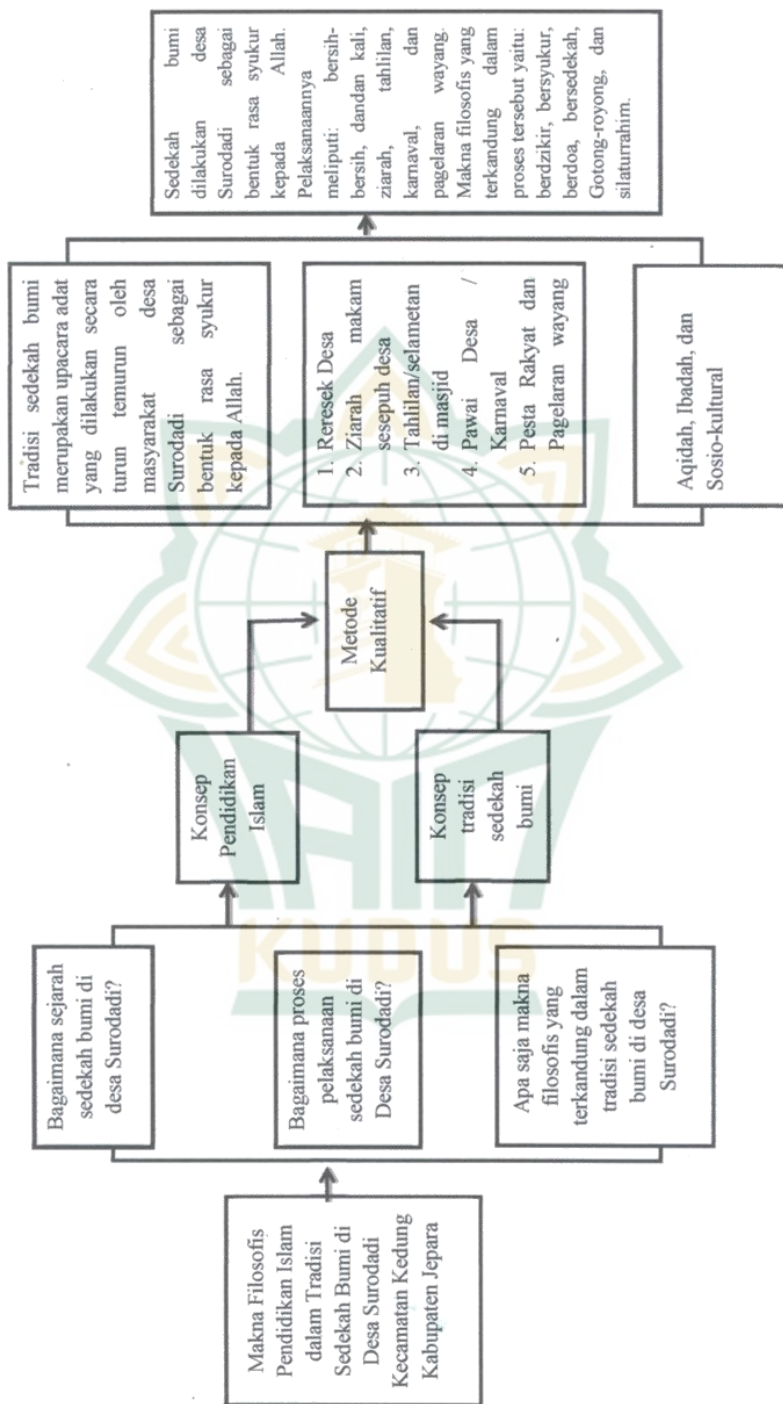 Makna Filosofis
Pendidikan Islam
dalam Tradisi
Sedekah Bumi di
Desa Surodadi
Kecamatan Kedung
Kabupaten Jepara
Bagaimana sejarah
sedekah bumi di
desa Surodadi?
Bagaimana proses
pelaksanaan
sedekah bumi di
Desa Surodadi?
Apa saja makna
filosofis yang
terkandung dalam
tradisi sedekah
bumi di desa
Surodadi?
Konsep
Pendidikan
Islam
Konsep
tradisi
sedekah
bumi
Metode
Kualitatif
Tradisi sedekah bumi
merupakan upacara adat
yang dilakukan secara
turun temurun oleh
masyarakat desa
Surodadi sebagai
bentuk rasa syukur
kepada Allah.
1. Reresek Desa
2. Ziarah makam
sesepuh desa
3. Tahlilan/selametan
di masjid
4. Pawai Desa /
Karnaval
5. Pesta Rakyat dan
Pagelaran wayang
Aqidah, Ibadah, dan
Sosio-kultural
Sedekah bumi
dilakukan desa
Surodadi sebagai
bentuk rasa syukur
kepada Allah.
Pelaksanaannya
meliputi: bersih-
bersih, dandan kali,
ziarah, tahlilan,
karnaval, dan
pagelaran wayang.
Makna filosofis yang
terkandung dalam
proses tersebut yaitu:
berdzikir, bersyukur,
berdoa, bersedekah,
Gotong-royong, dan
silaturrahim.
IAIN
KUDUS